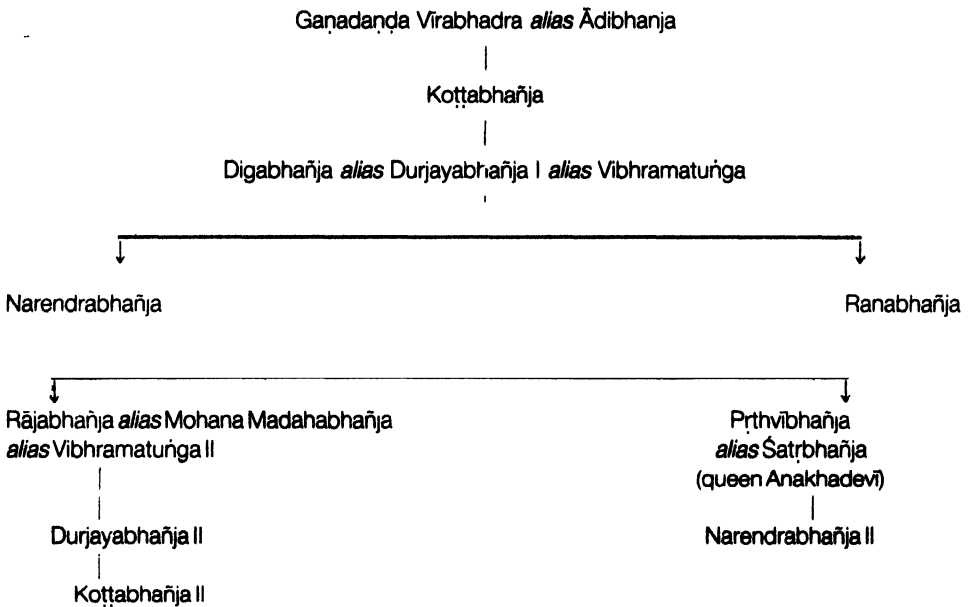 Gaṇadaṇḍa Vīrabhadra alias Ādibhanja
Koṭṭabhañja
Digabhañja alias Durjayabhañja I alias Vibhramatuṅga
Narendrabhañja
Ranabhañja
Rājabhañja alias Mohana Madahabhañja
alias Vibhramatuṅga II
Pṛthvībhañja
alias Śatṛbhañja
(queen Anakhadevī)
Durjayabhañja II
Narendrabhañja II
Koṭṭabhañja II